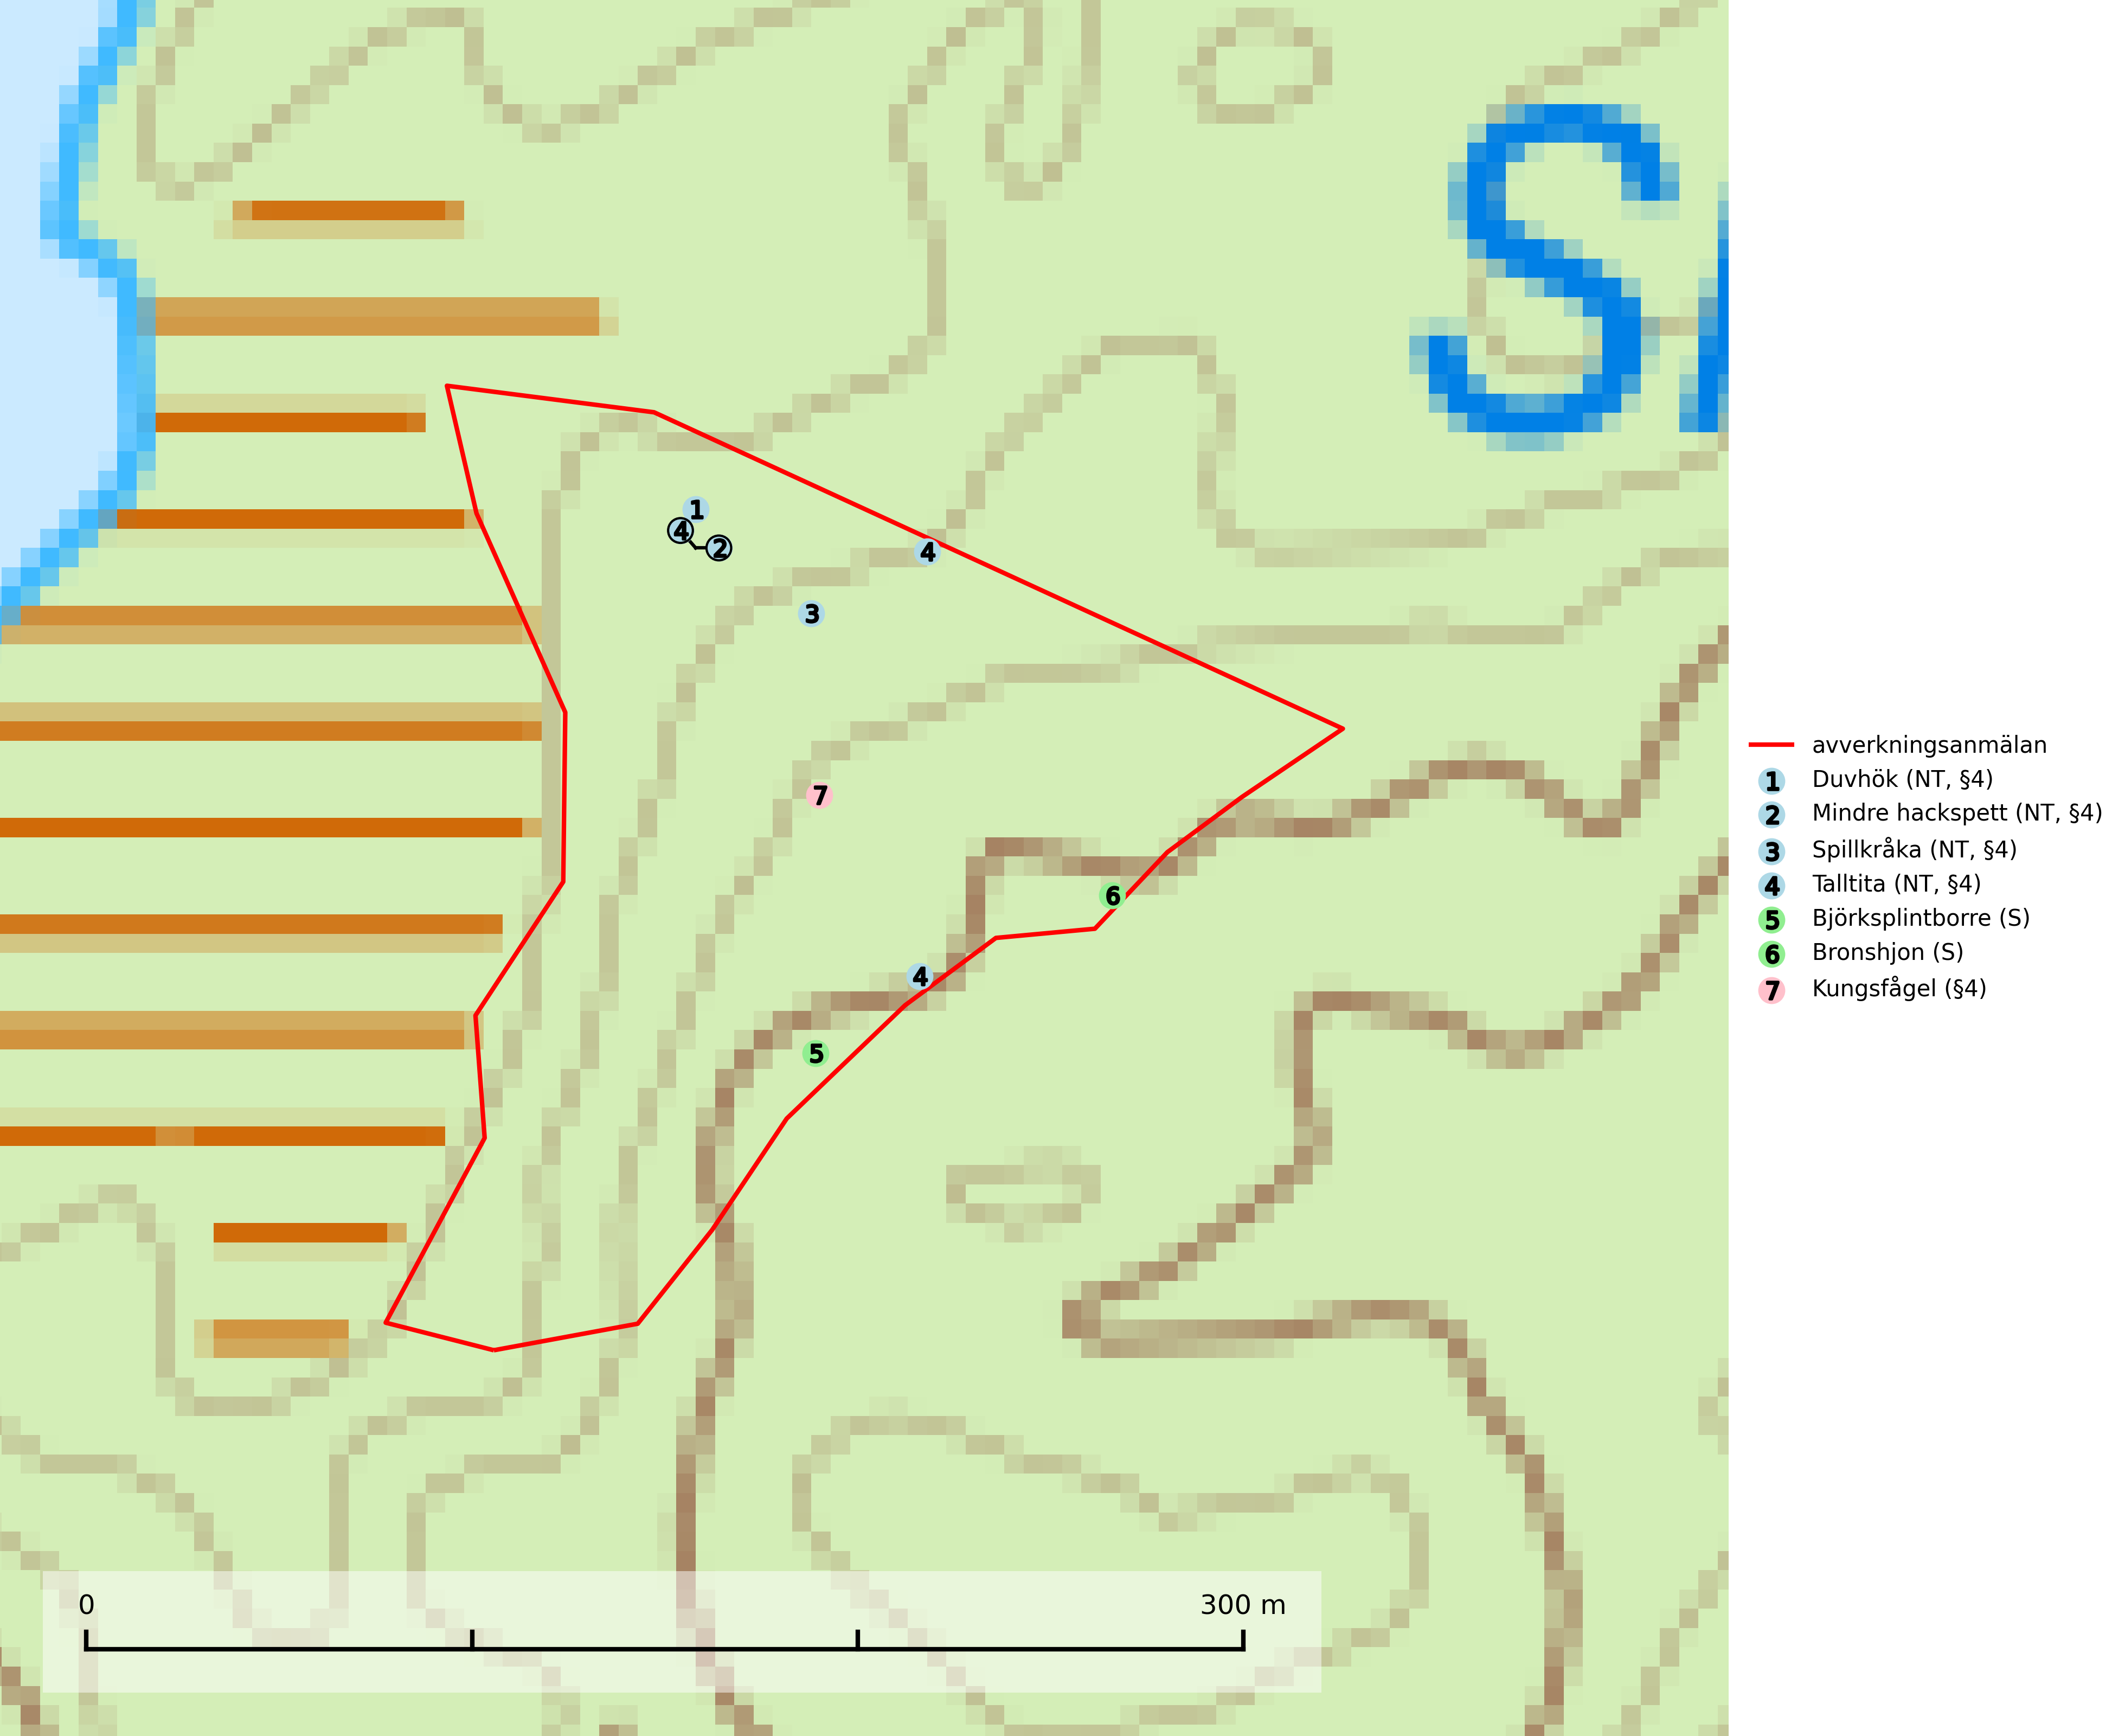 S
1
4
2
4
3
7
6
4
5
0 300 m
avverkningsanmälan
1 Duvhök (NT, §4)
2 Mindre hackspett (NT, §4)
3 Spillkråka (NT, §4)
4 Talltita (NT, §4)
5 Björksplintborre (S)
6 Bronshjon (S)
7 Kungsfågel (§4)